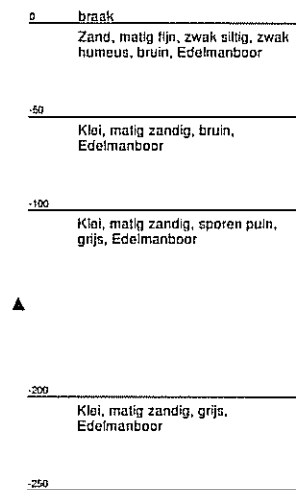 0 braak
Zand, matig fijn, zwak siltig, zwak
humeus, bruin, Edelmanboor
-50
Klei, matig zandig, bruin,
Edelmanboor
-100
Klei, matig zandig, sporen puin,
grijs, Edelmanboor
-200
Klei, matig zandig, grijs,
Edelmanboor
-250